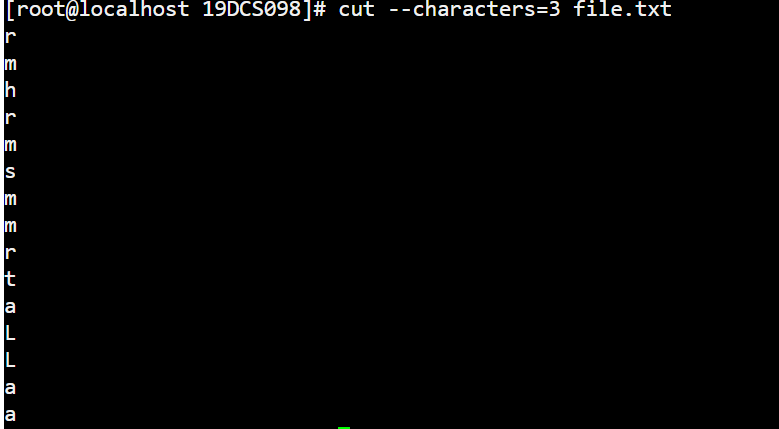 [root@localhost 19DCS098]# cut --characters=3 file.txt
r
m
h
r
m
s
m
m
r
t
a
L
L
a
a